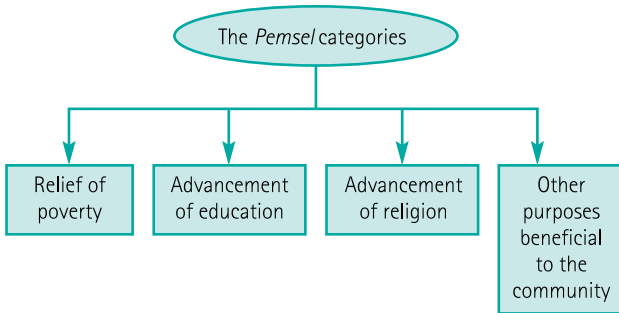 The Pemsel categories
Relief of
poverty
Advancement
of education
Advancement
of religion
Other
purposes
beneficial
to the
community